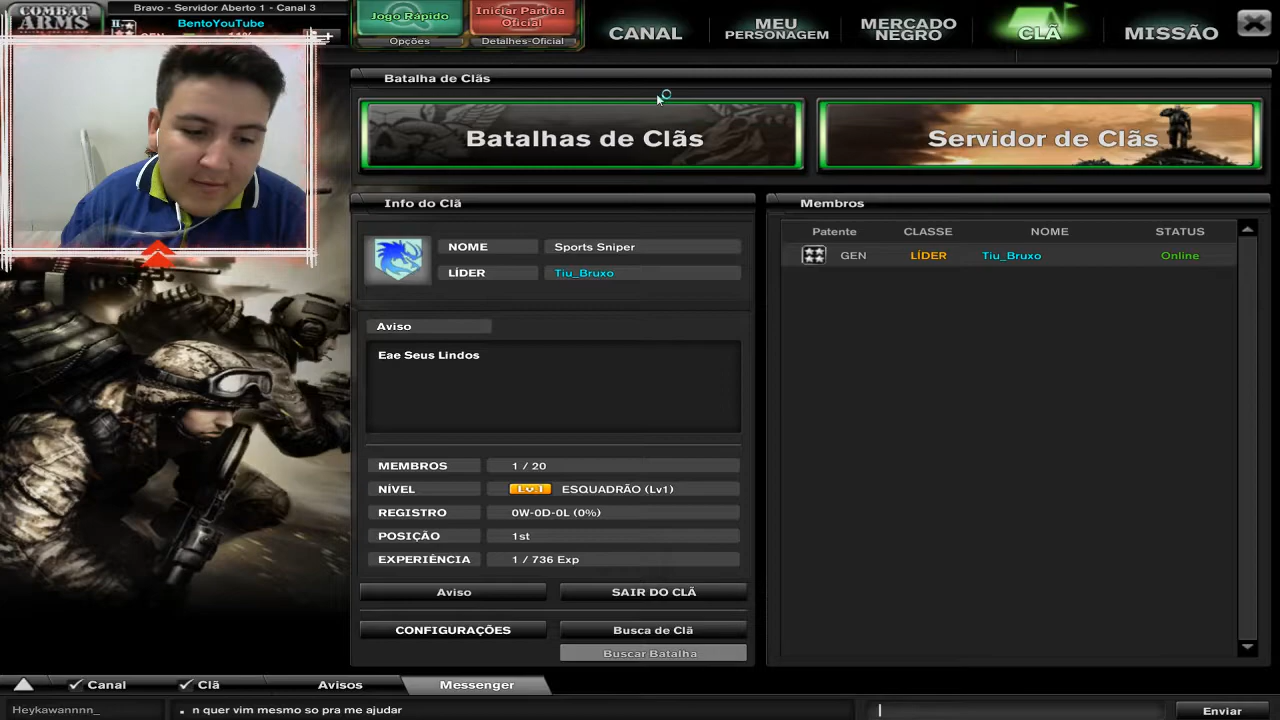 COMBAT ARMS
Bravo - Servidor Aberto 1 - Canal 3
BentoYouTube
Jogo Rápido
Opções
Iniciar Partida
Oficial
Detalhes-Oficial
CANAL
MEU
PERSONAGEM
MERCADO
NEGRO
CLÃ
MISSÃO
Batalha de Clãs
Batalhas de Clãs
Servidor de Clãs
Info do Clã
NOME Sports Sniper
LÍDER Tiu_Bruxo
Aviso
Eae Seus Lindos
MEMBROS 1 / 20
NÍVEL Lv.1 ESQUADRÃO (Lv1)
REGISTRO 0W-0D-0L (0%)
POSIÇÃO 1st
EXPERIÊNCIA 1 / 736 Exp
Aviso SAIR DO CLÃ
CONFIGURAÇÕES Busca de Clã
Buscar Batalha
Membros
Patente CLASSE NOME STATUS
GEN LÍDER Tiu_Bruxo Online
Canal Clã Avisos Messenger
Heykawannnn_ . n quer vim mesmo so pra me ajudar Enviar